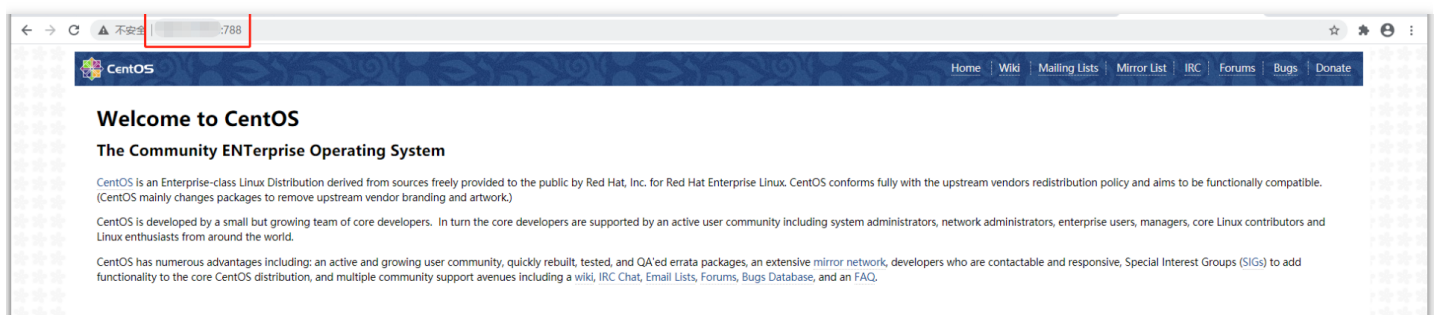 不安全 :788
CentOS
Home Wiki Mailing Lists Mirror List IRC Forums Bugs Donate
Welcome to CentOS
The Community ENTerprise Operating System
CentOS is an Enterprise-class Linux Distribution derived from sources freely provided to the public by Red Hat, Inc. for Red Hat Enterprise Linux. CentOS conforms fully with the upstream vendors redistribution policy and aims to be functionally compatible.
(CentOS mainly changes packages to remove upstream vendor branding and artwork.)
CentOS is developed by a small but growing team of core developers. In turn the core developers are supported by an active user community including system administrators, network administrators, enterprise users, managers, core Linux contributors and
Linux enthusiasts from around the world.
CentOS has numerous advantages including: an active and growing user community, quickly rebuilt, tested, and QA'ed errata packages, an extensive mirror network, developers who are contactable and responsive, Special Interest Groups (SIGs) to add
functionality to the core CentOS distribution, and multiple community support avenues including a wiki, IRC Chat, Email Lists, Forums, Bugs Database, and an FAQ.